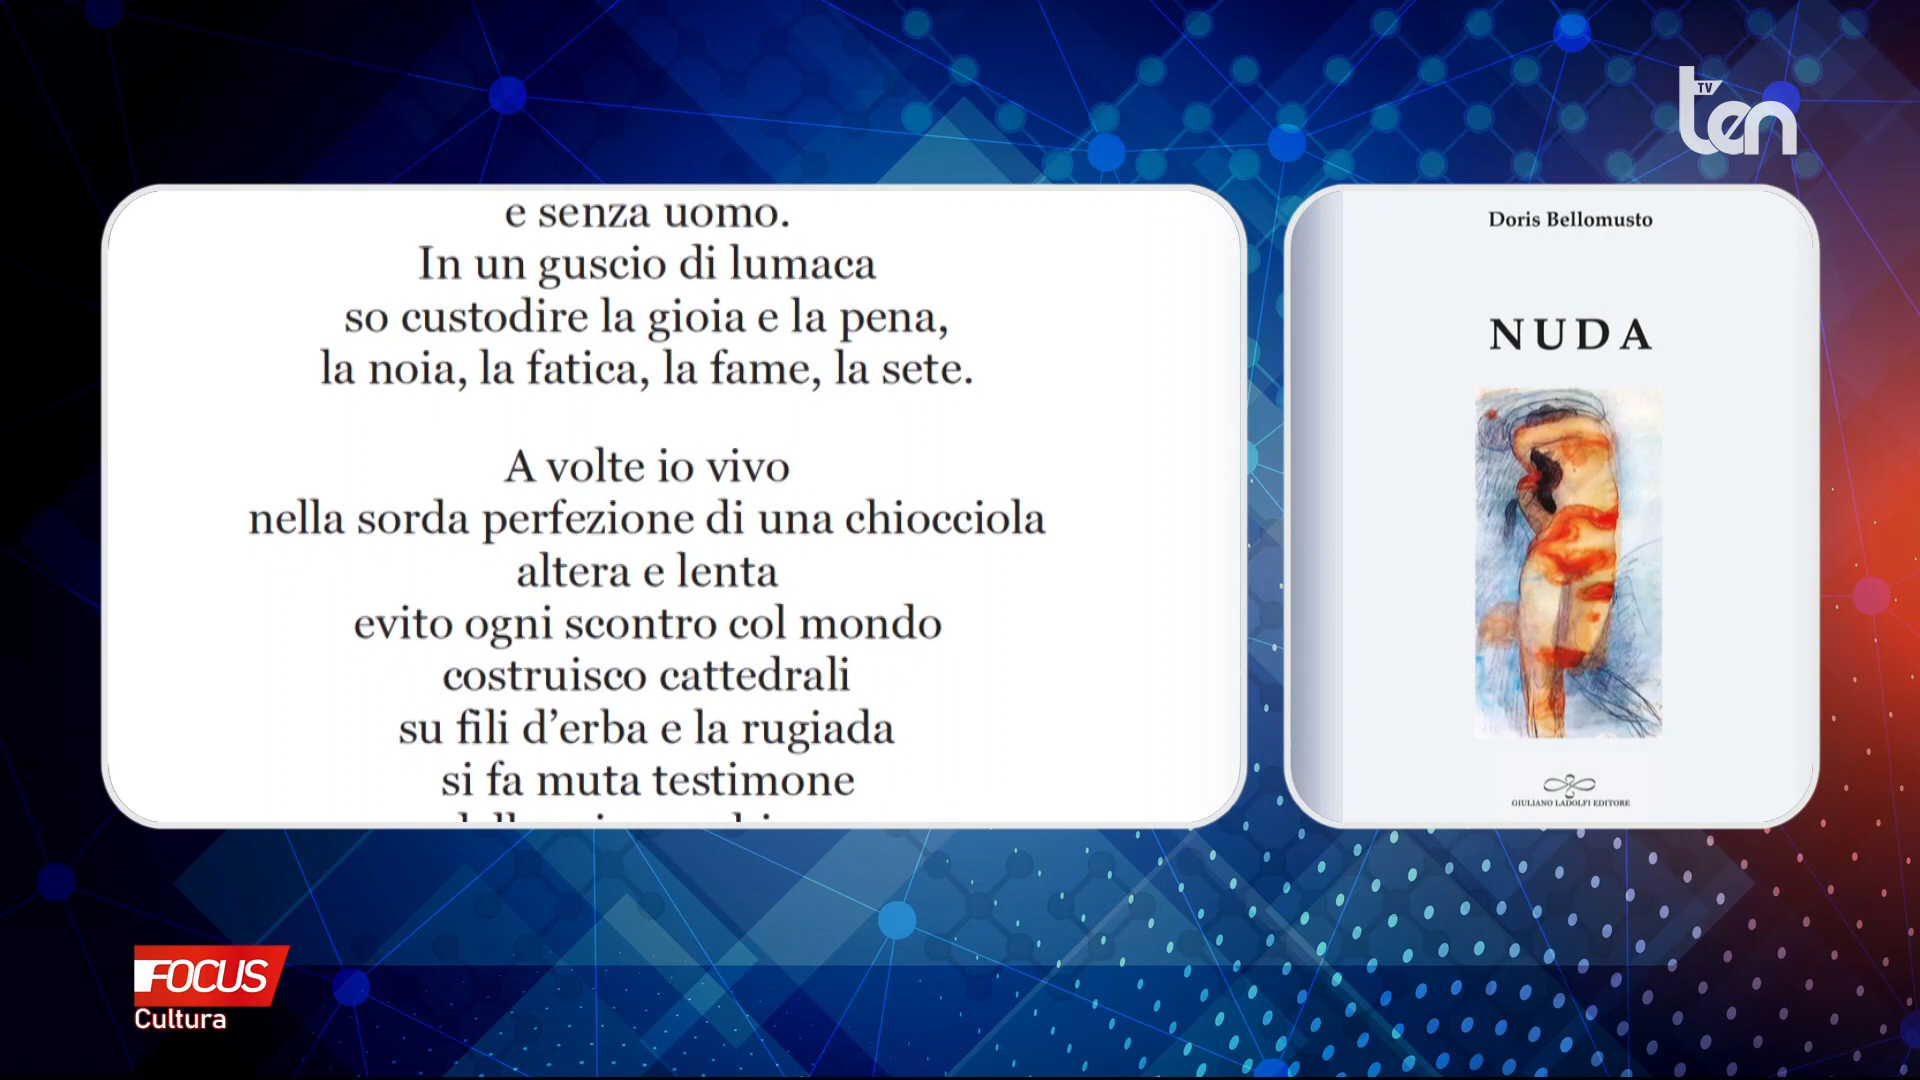 TV
ten
e senza uomo.
In un guscio di lumaca
so custodire la gioia e la pena,
la noia, la fatica, la fame, la sete.
A volte io vivo
nella sorda perfezione di una chiocciola
altera e lenta
evito ogni scontro col mondo
costruisco cattedrali
su fili d’erba e la rugiada
si fa muta testimone
Doris Bellomusto
NUDA
GIULIANO LADOLFI EDITORE
FOCUS
Cultura